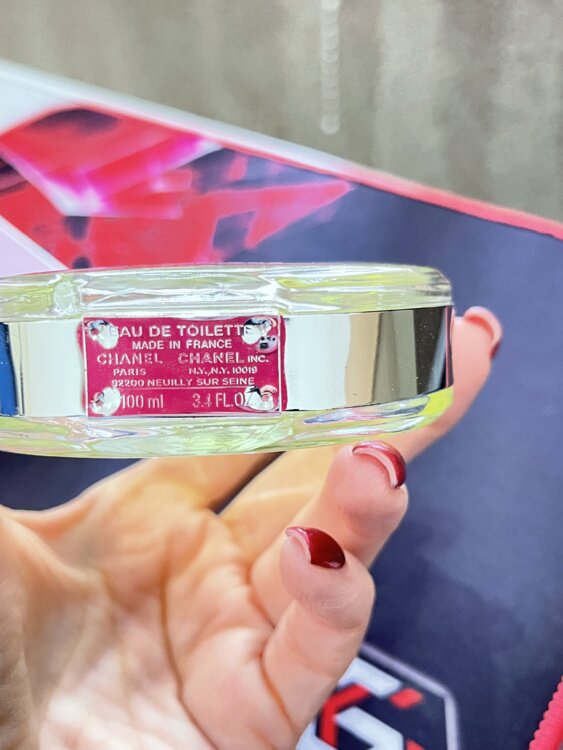 EAU DE TOILETTE
MADE IN FRANCE
CHANEL CHANEL INC.
PARIS N.Y., N.Y. 10019
92200 NEUILLY SUR SEINE
100 ml 3.4 FL.OZ